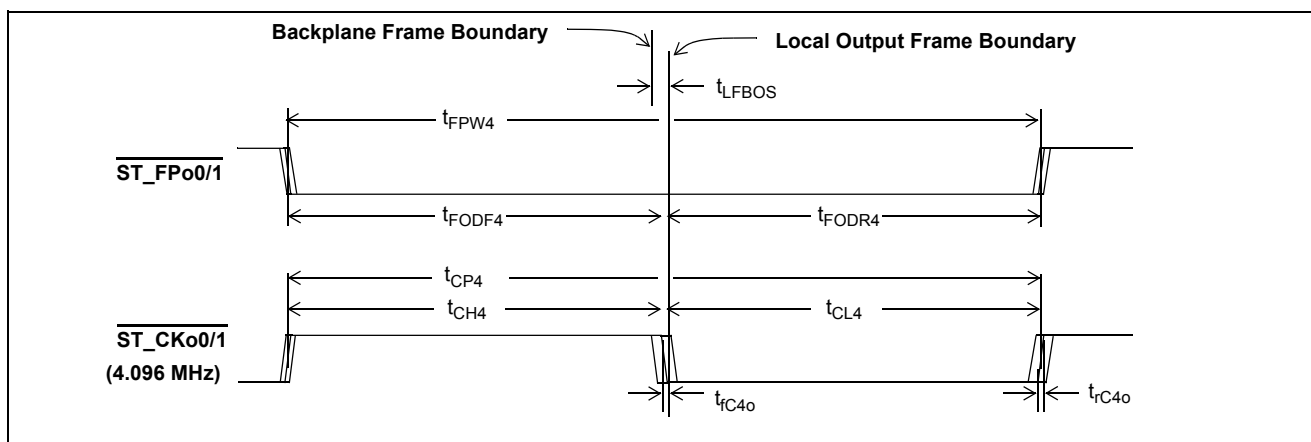 Backplane Frame Boundary
Local Output Frame Boundary
tLFBOS
tFPW4
ST_FPo0/1
tFODF4
tFODR4
tCP4
tCH4
tCL4
ST_CKo0/1
(4.096 MHz)
tfC4o
trC4o